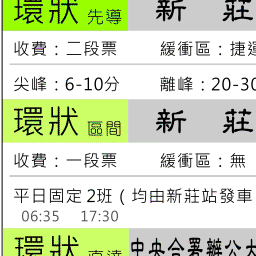 環狀 先導 新 莊
收費：二段票 緩衝區：捷運
尖峰：6-10分 離峰：20-30
環狀 區間 新 莊
收費：一段票 緩衝區：無
平日固定2班（均由新莊站發車
06:35 17:30
環狀 直達 中央合署辦公大